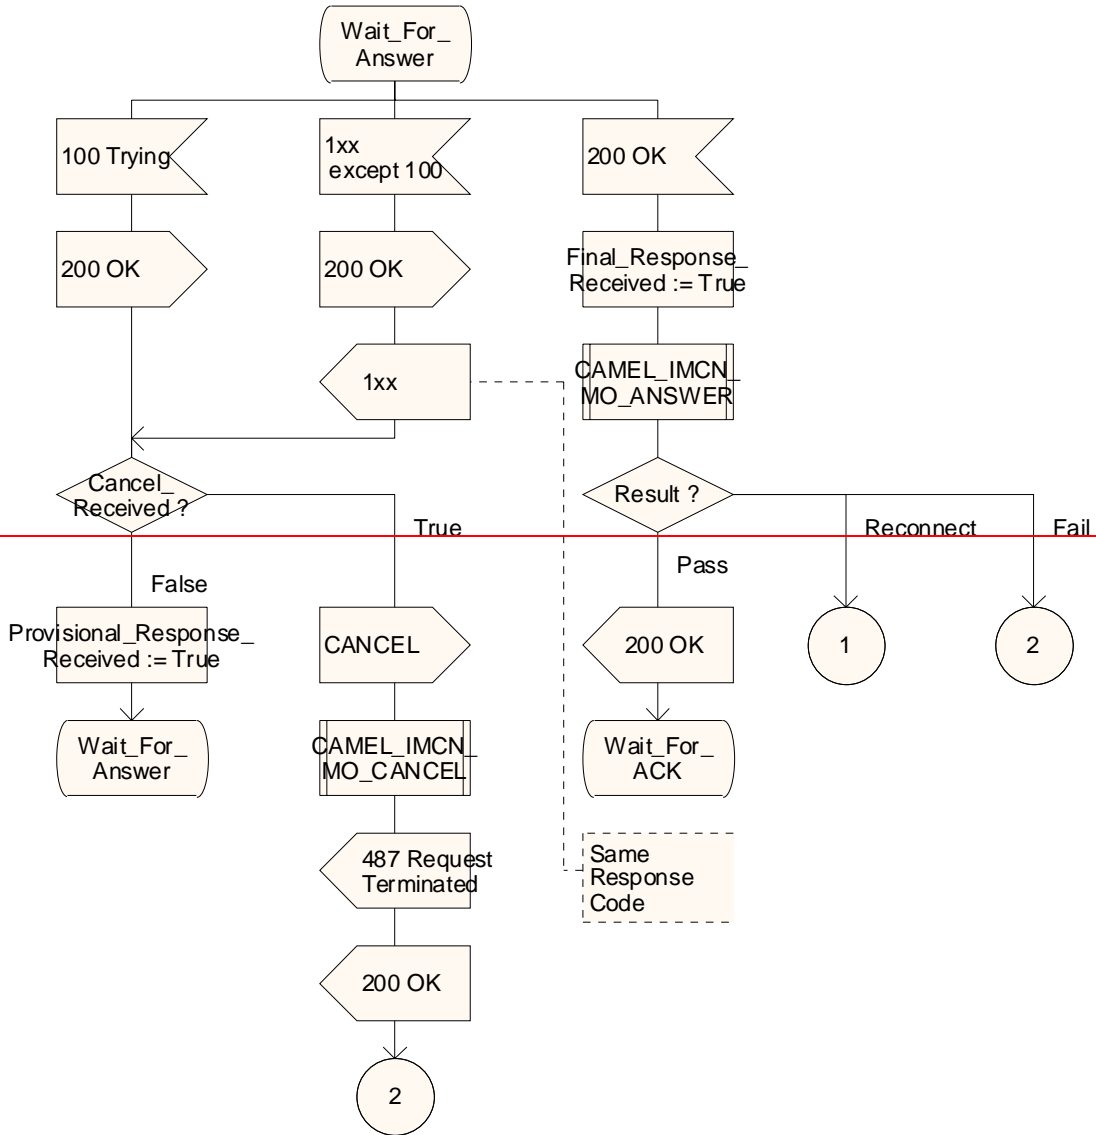 Wait_For_
Answer
100 Trying
1xx
except 100
200 OK
200 OK
200 OK
Final_Response_
Received := True
1xx
CAMEL_IMCN_
MO_ANSWER
Cancel_
Received ?
Result ?
True
Reconnect
Fail
False
Pass
Provisional_Response_
Received := True
CANCEL
200 OK
1
2
Wait_For_
Answer
CAMEL_IMCN_
MO_CANCEL
Wait_For_
ACK
487 Request
Terminated
Same
Response
Code
200 OK
2